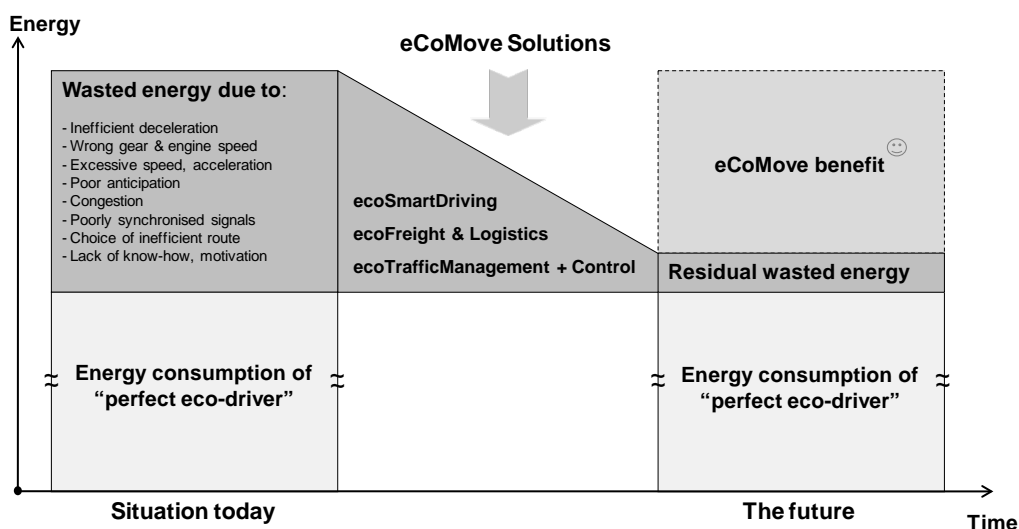 Energy
eCoMove Solutions
Wasted energy due to:
- Inefficient deceleration
- Wrong gear & engine speed
- Excessive speed, acceleration
- Poor anticipation
- Congestion
- Poorly synchronised signals
- Choice of inefficient route
- Lack of know-how, motivation
ecoSmartDriving
ecoFreight & Logistics
ecoTrafficManagement + Control
eCoMove benefit
Residual wasted energy
Energy consumption of
“perfect eco-driver”
Energy consumption of
“perfect eco-driver”
Situation today
The future
Time